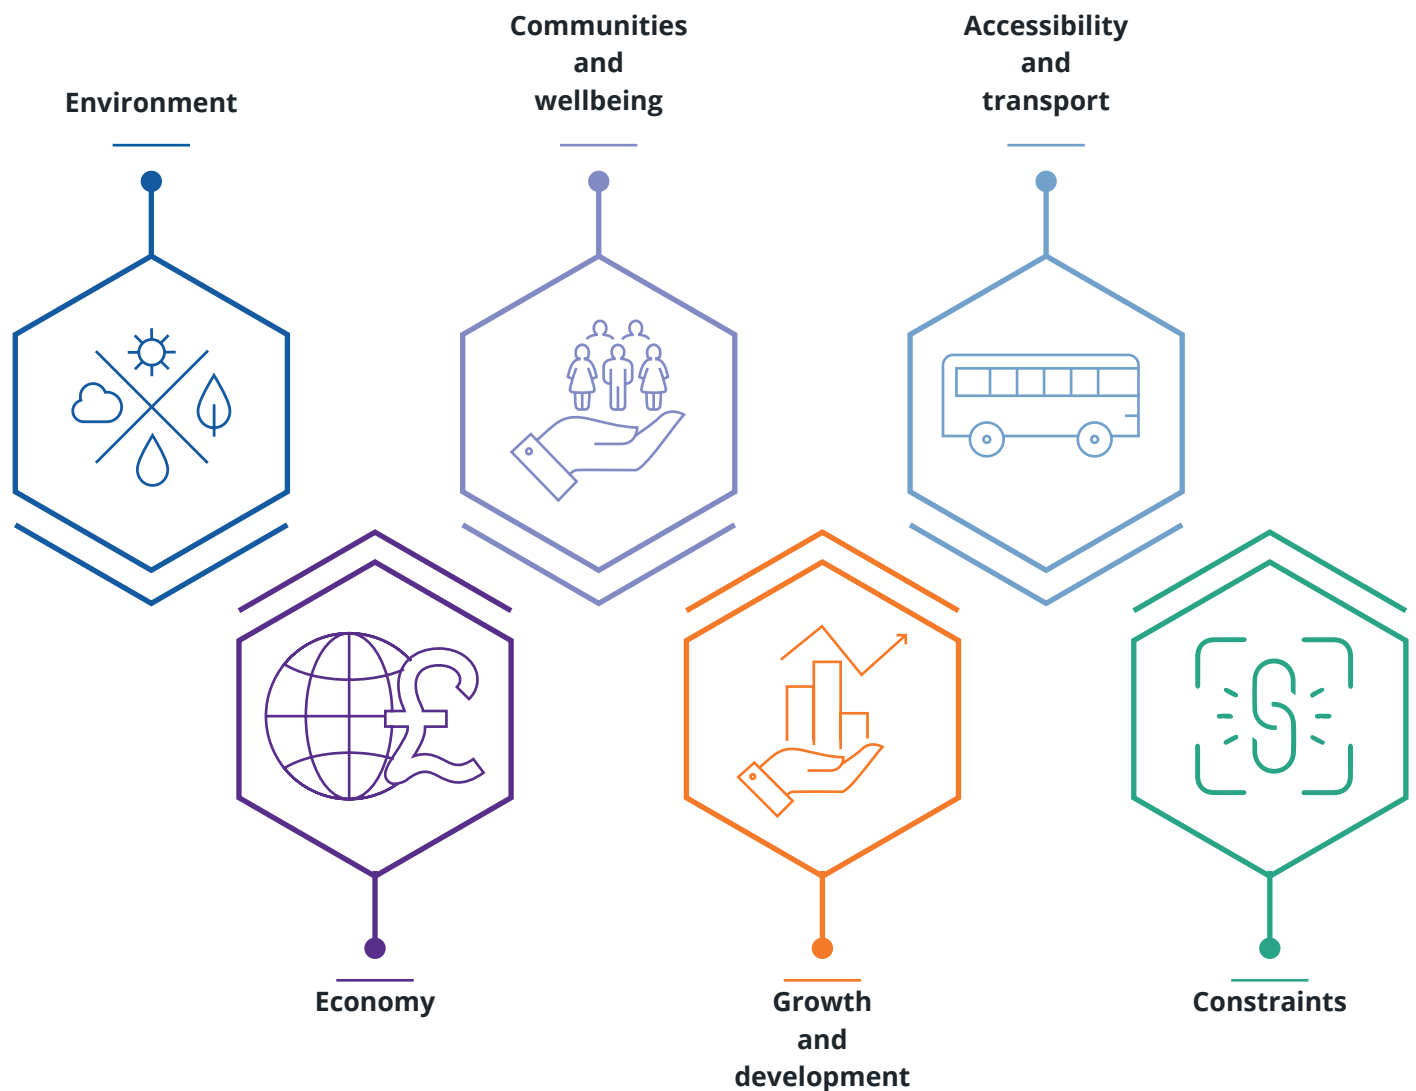 Environment
Communities
and
wellbeing
Accessibility
and
transport
Economy
Growth
and
development
Constraints